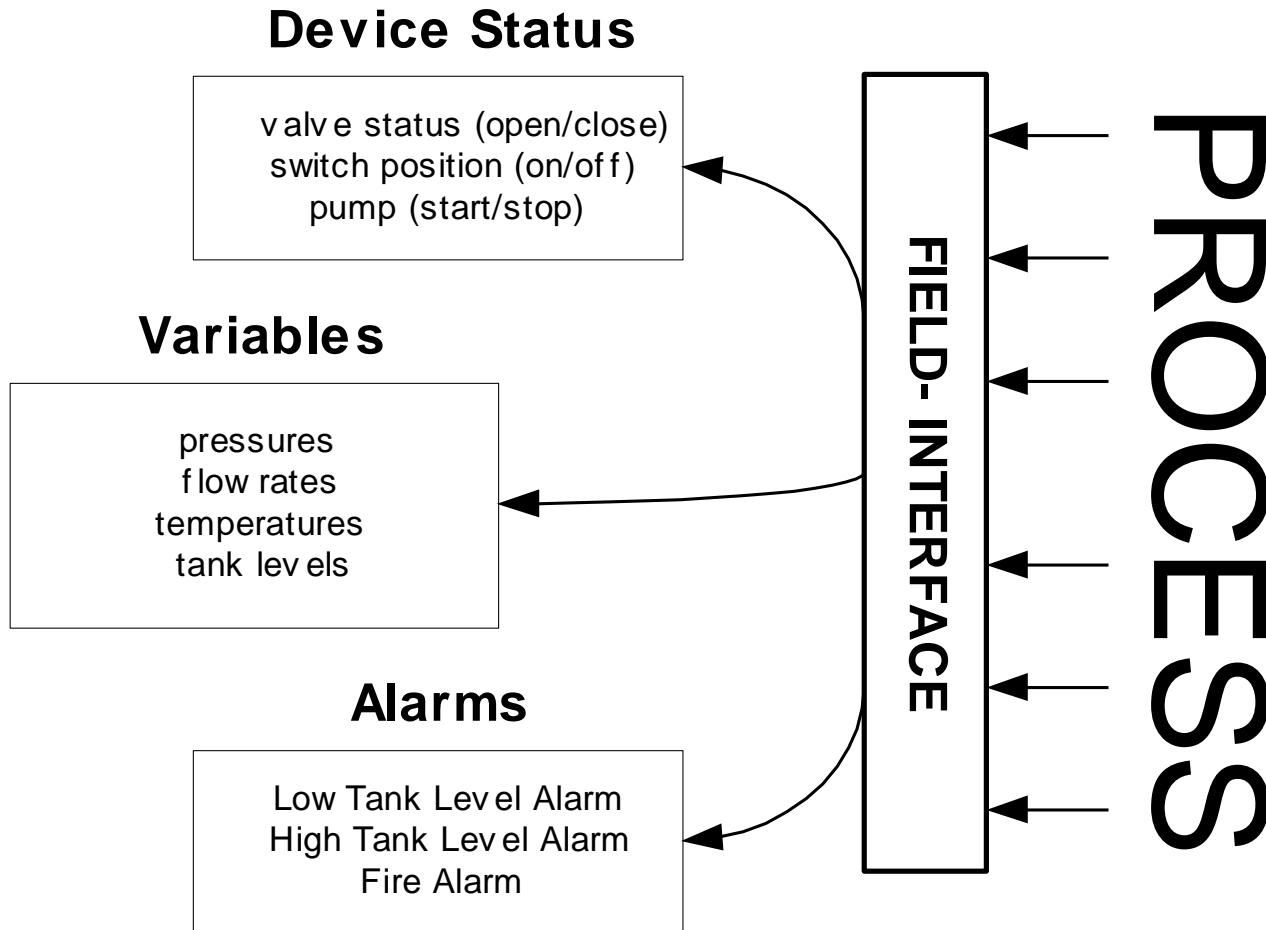 Device Status
valve status (open/close)
switch position (on/off)
pump (start/stop)
Variables
pressures
flow rates
temperatures
tank levels
Alarms
Low Tank Level Alarm
High Tank Level Alarm
Fire Alarm
FIELD- INTERFACE
PROCESS